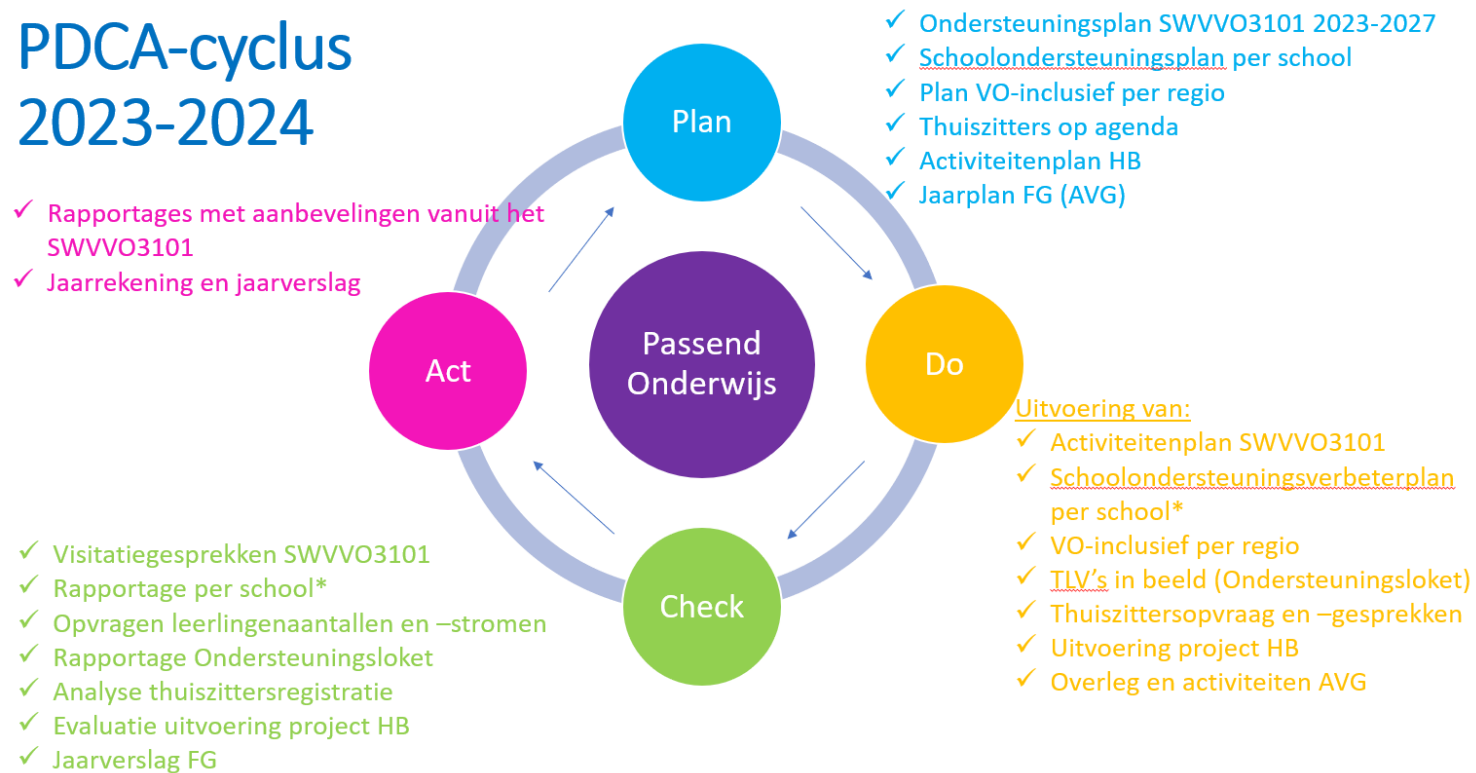 PDCA-cyclus
2023-2024
Plan
✓ Ondersteuningsplan SWVVO3101 2023-2027
✓ Schoolondersteuningsplan per school
✓ Plan VO-inclusief per regio
✓ Thuiszitters op agenda
✓ Activiteitenplan HB
✓ Jaarplan FG (AVG)
✓ Rapportages met aanbevelingen vanuit het
SWVVO3101
✓ Jaarrekening en jaarverslag
Act
Passend
Onderwijs
Do
Uitvoering van:
✓ Activiteitenplan SWVVO3101
✓ Schoolondersteuningsverbeterplan
per school*
✓ VO-inclusief per regio
✓ TLV’s in beeld (Ondersteuningsloket)
✓ Thuiszittersopvraag en –gesprekken
✓ Uitvoering project HB
✓ Overleg en activiteiten AVG
Check
✓ Visitatiegesprekken SWVVO3101
✓ Rapportage per school*
✓ Opvragen leerlingenaantallen en –stromen
✓ Rapportage Ondersteuningsloket
✓ Analyse thuiszittersregistratie
✓ Evaluatie uitvoering project HB
✓ Jaarverslag FG